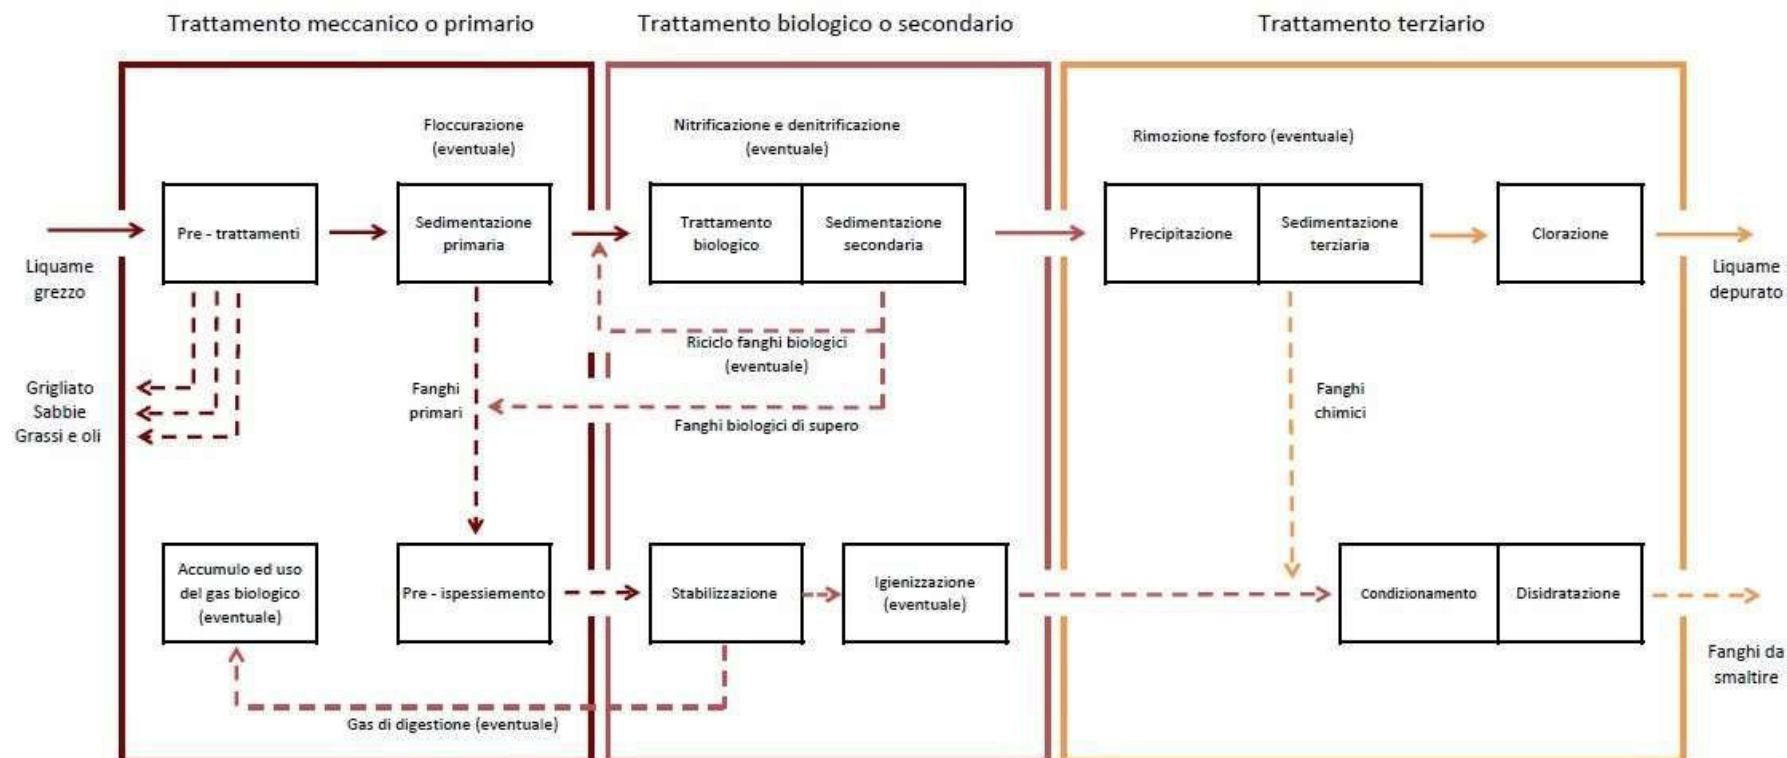 Trattamento meccanico o primario
Trattamento biologico o secondario
Trattamento terziario
Floccurazione
(eventuale)
Nitrificazione e denitrificazione
(eventuale)
Rimozione fosforo (eventuale)
Liquame
grezzo
Pre - trattamenti
Sedimentazione
primaria
Trattamento
biologico
Sedimentazione
secondaria
Precipitazione
Sedimentazione
terziaria
Clorazione
Liquame
depurato
Riciclo fanghi biologici
(eventuale)
Grigliato
Sabbie
Grassi e oli
Fanghi
primari
Fanghi biologici di supero
Fanghi
chimici
Accumulo ed uso
del gas biologico
(eventuale)
Pre - ispessiemento
Stabilizzazione
Igienizzazione
(eventuale)
Condizionamento
Disidratazione
Fanghi da
smaltire
Gas di digestione (eventuale)